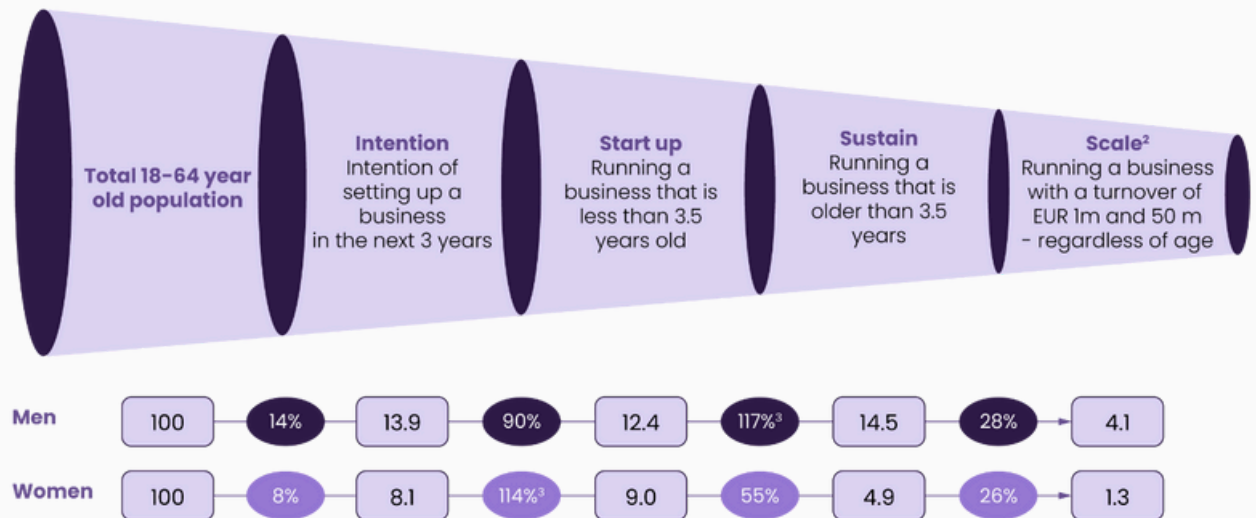 Total 18-64 year
old population
Intention
Intention of
setting up a
business
in the next 3 years
Start up
Running a
business that is
less than 3.5
years old
Sustain
Running a
business that is
older than 3.5
years
Scale²
Running a business
with a turnover of
EUR 1m and 50 m
- regardless of age
Men 100 14% 13.9 90% 12.4 117%³ 14.5 28% 4.1
Women 100 8% 8.1 114%³ 9.0 55% 4.9 26% 1.3